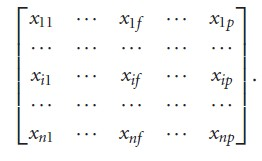 x11 ⋯ x1f ⋯ x1p
⋯ ⋯ ⋯ ⋯ ⋯
xi1 ⋯ xif ⋯ xip
⋯ ⋯ ⋯ ⋯ ⋯
xn1 ⋯ xnf ⋯ xnp .